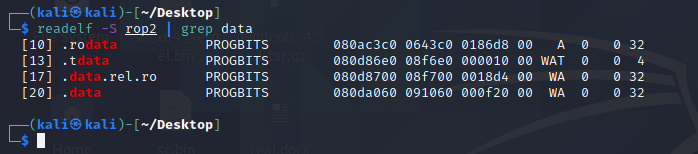 ┌──(kali㉿kali)-[~/Desktop]
└─$ readelf -S rop2 | grep data
[10] .rodata PROGBITS 080ac3c0 0643c0 0186d8 00 A 0 0 32
[13] .tdata PROGBITS 080d86e0 08f6e0 000010 00 WAT 0 0 4
[17] .data.rel.ro PROGBITS 080d8700 08f700 0018d4 00 WA 0 0 32
[20] .data PROGBITS 080da060 091060 000f20 00 WA 0 0 32
┌──(kali㉿kali)-[~/Desktop]
└─$